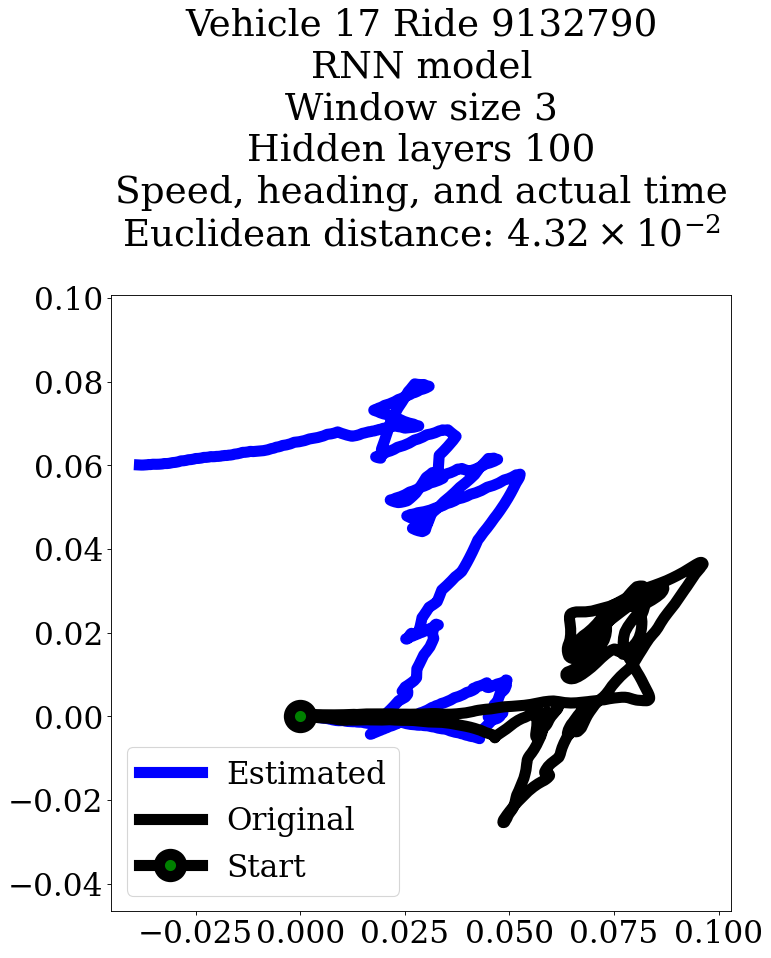 Vehicle 17 Ride 9132790
RNN model
Window size 3
Hidden layers 100
Speed, heading, and actual time
Euclidean distance: 4.32 × 10⁻²
0.10
0.08
0.06
0.04
0.02
0.00
−0.02
−0.04
Estimated
Original
Start
−0.025 0.000 0.025 0.050 0.075 0.100